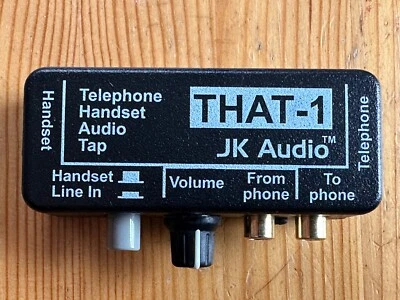 Handset
Telephone
Handset
Audio
Tap
THAT-1
JK Audio™
Telephone
Handset
Line In
Volume
From
phone
To
phone